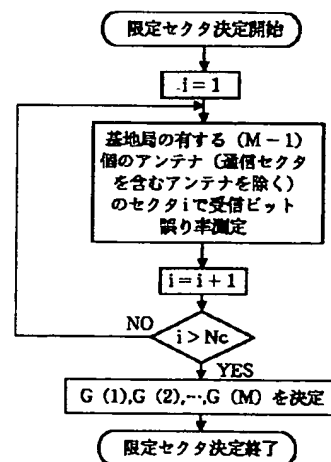 限定セクタ決定開始
i = 1
基地局の有する (M − 1)
個のアンテナ (通信セクタ
を含むアンテナを除く)
のセクタ i で受信ビット
誤り率測定
i = i + 1
NO
i > Nc
YES
G (1),G (2),···,G (M) を決定
限定セクタ決定終了